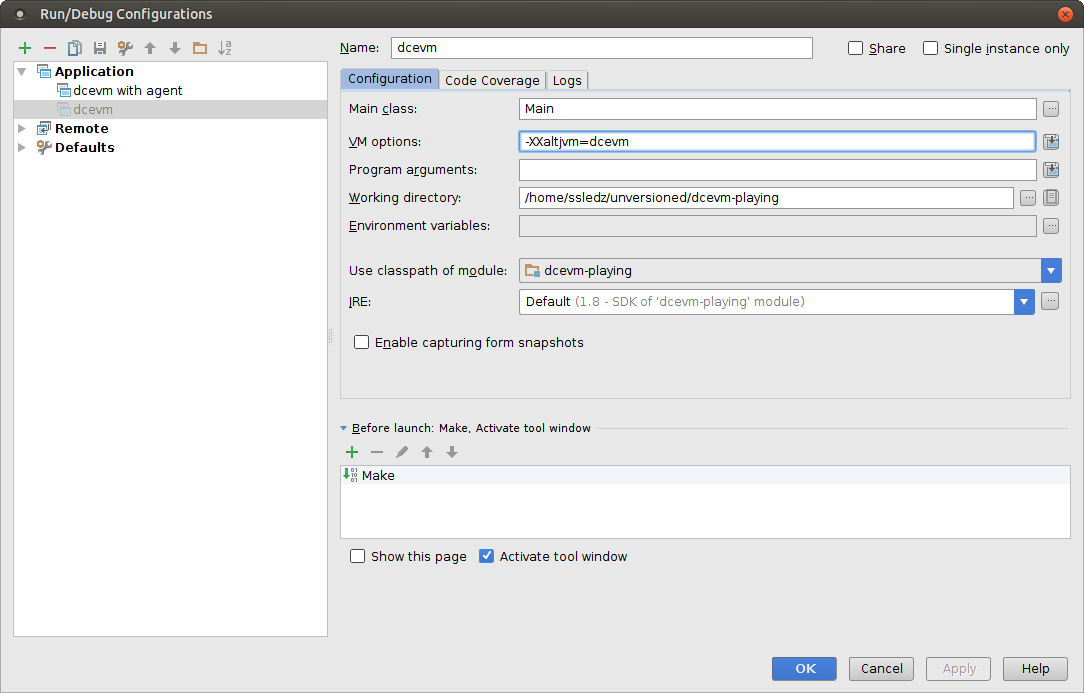 Run/Debug Configurations
Name: dcevm
Share
Single instance only
Application
dcevm with agent
dcevm
Remote
Defaults
Configuration
Code Coverage
Logs
Main class: Main
VM options: -XXaltjvm=dcevm
Program arguments:
Working directory: /home/ssledz/unversioned/dcevm-playing
Environment variables:
Use classpath of module: dcevm-playing
JRE: Default (1.8 - SDK of 'dcevm-playing' module)
Enable capturing form snapshots
Before launch: Make, Activate tool window
Make
Show this page
Activate tool window
OK
Cancel
Apply
Help